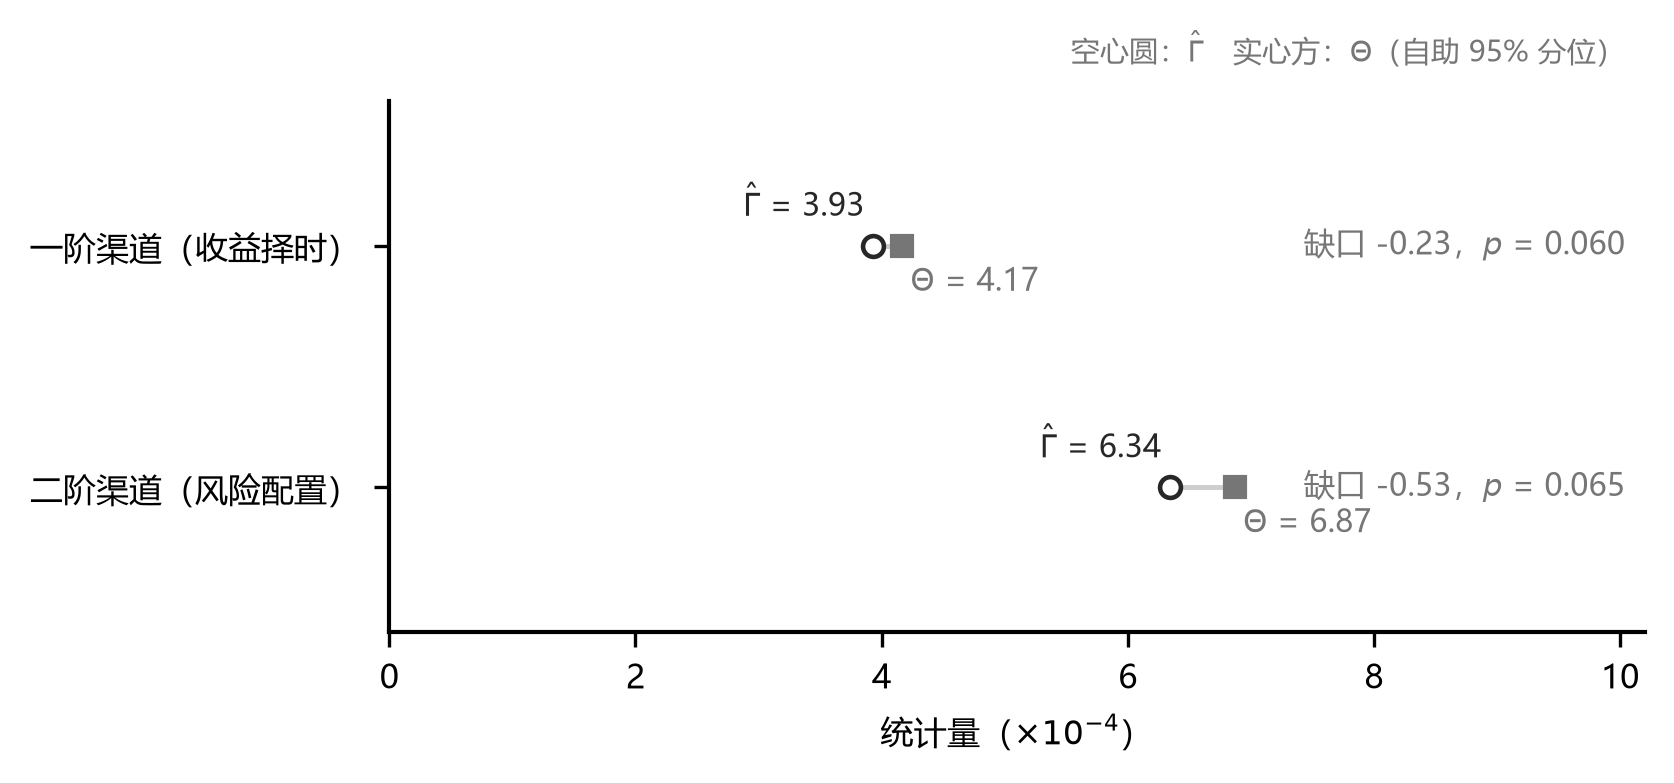 空心圆：Γ̂ 实心方：Θ（自助 95% 分位）
Γ̂ = 3.93
一阶渠道（收益择时）
缺口 -0.23，p = 0.060
Θ = 4.17
Γ̂ = 6.34
二阶渠道（风险配置）
缺口 -0.53，p = 0.065
Θ = 6.87
0 2 4 6 8 10
统计量（×10⁻⁴）